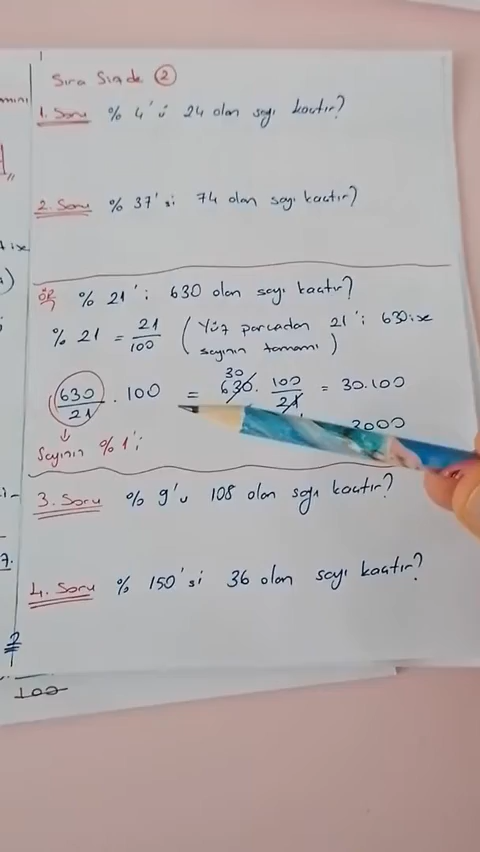 Sıra Sizde 2
1. Soru % 4'ü 24 olan sayı kaçtır?
2. Soru % 37'si 74 olan sayı kaçtır?
ÖR % 21'i 630 olan sayı kaçtır?
% 21 = 21/100 (Yüz parçadan 21'i 630 ise sayının tamamı)
630/21 . 100 = 630 . 100/21 = 30.100
30
3000
Sayının % 1'i
3. Soru % 9'u 108 olan sayı kaçtır?
4. Soru % 150'si 36 olan sayı kaçtır?
100